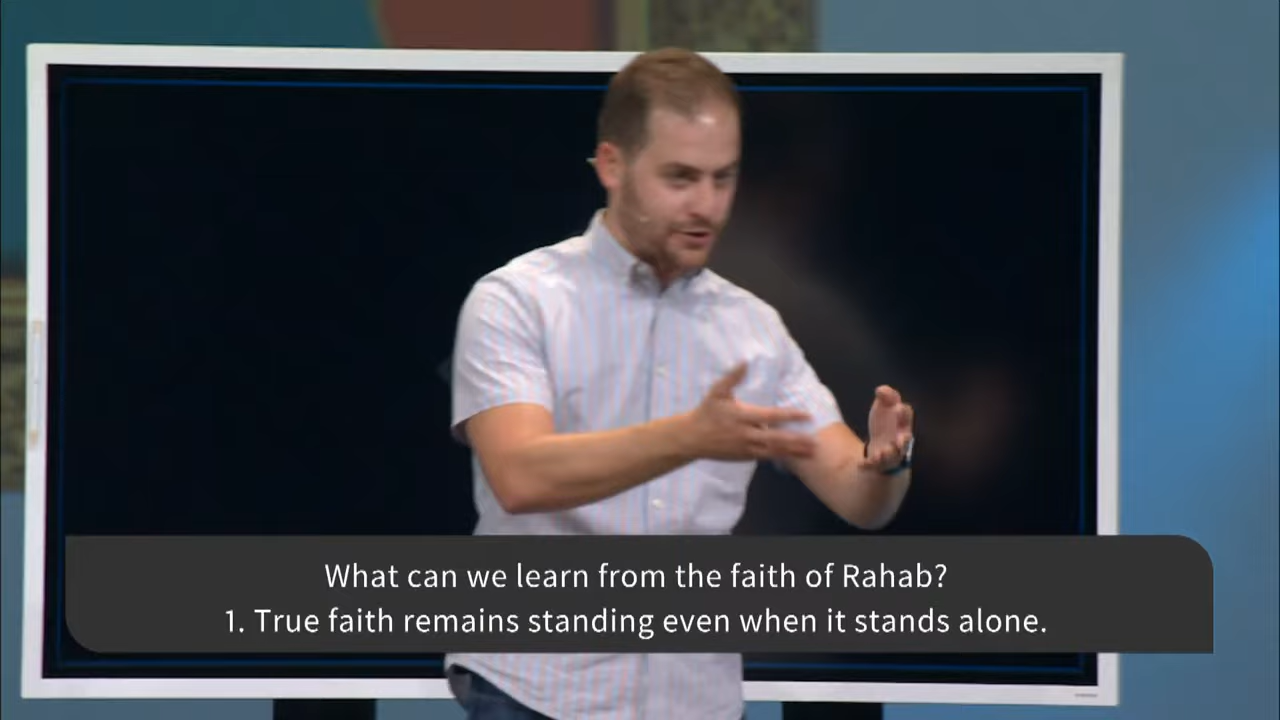 What can we learn from the faith of Rahab?
1. True faith remains standing even when it stands alone.